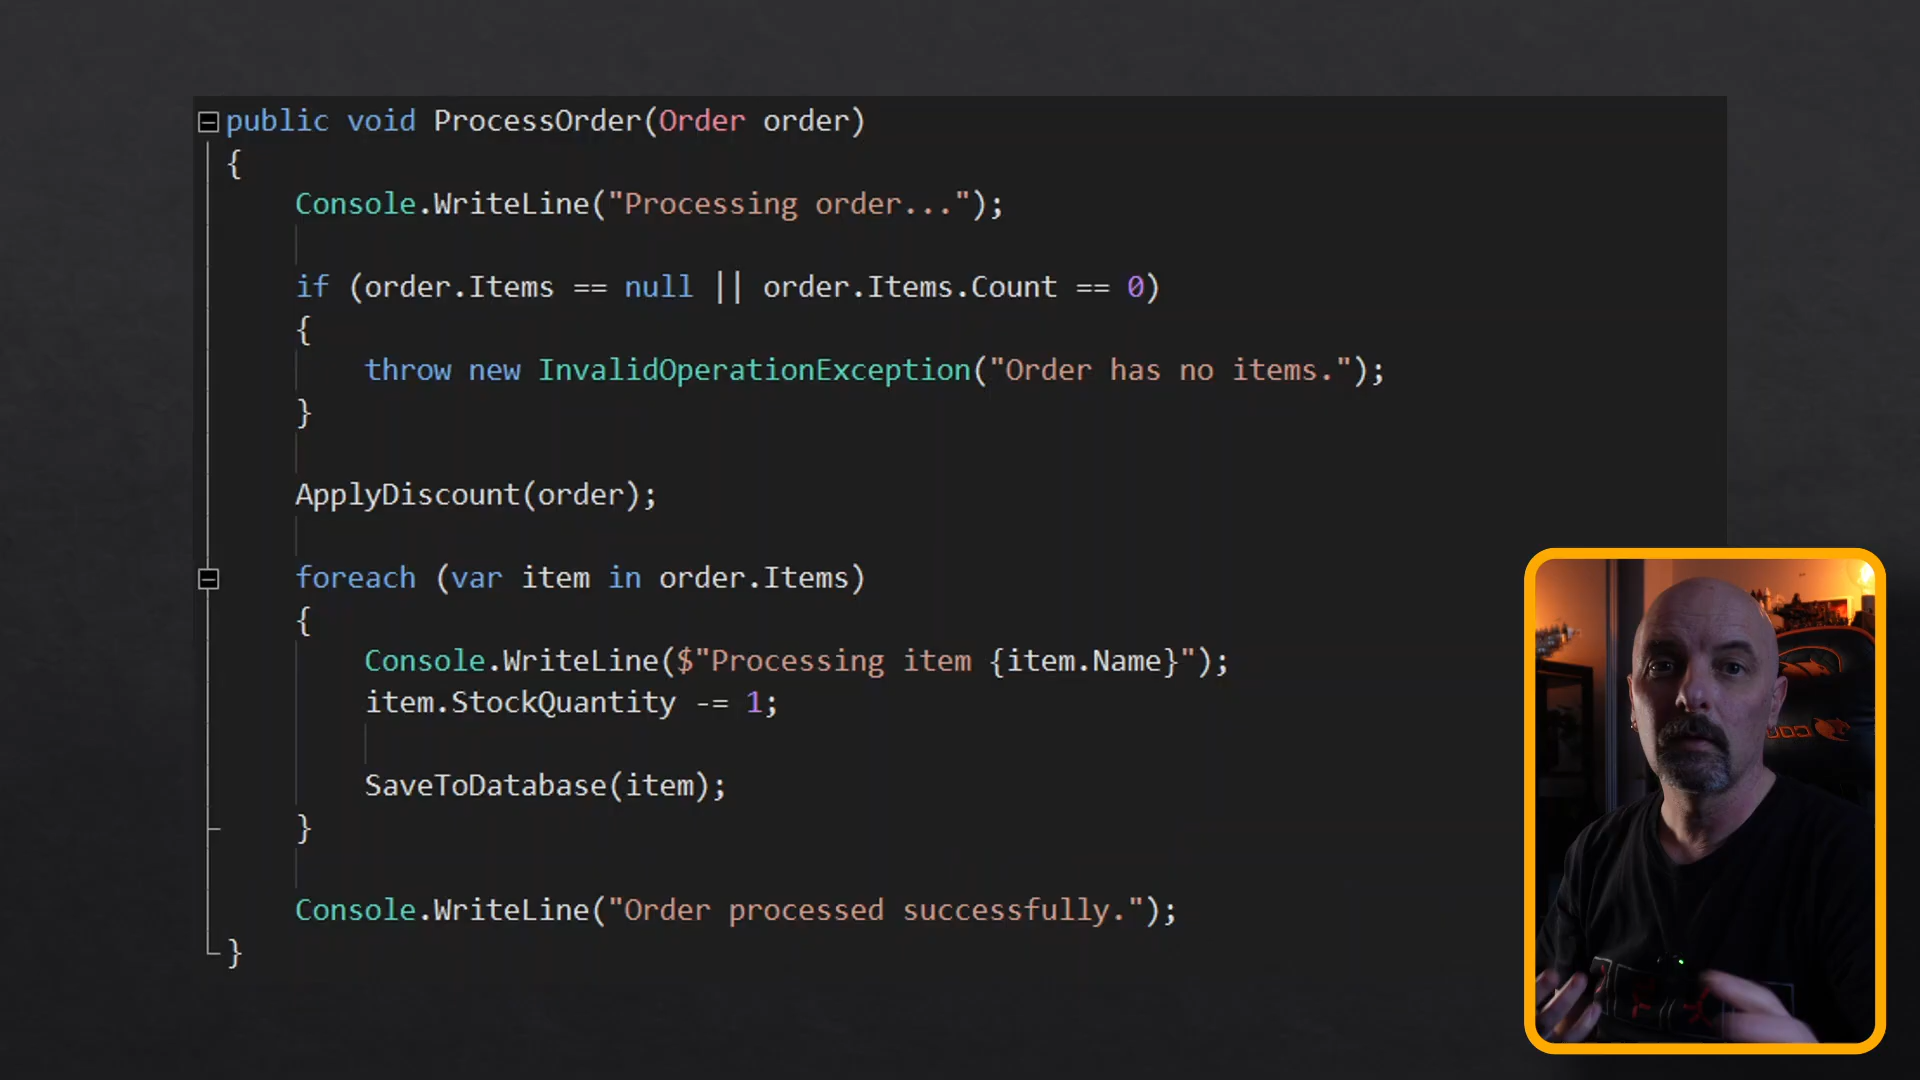 public void ProcessOrder(Order order)
{
Console.WriteLine("Processing order...");
if (order.Items == null || order.Items.Count == 0)
{
throw new InvalidOperationException("Order has no items.");
}
ApplyDiscount(order);
foreach (var item in order.Items)
{
Console.WriteLine($"Processing item {item.Name}");
item.StockQuantity -= 1;
SaveToDatabase(item);
}
Console.WriteLine("Order processed successfully.");
}